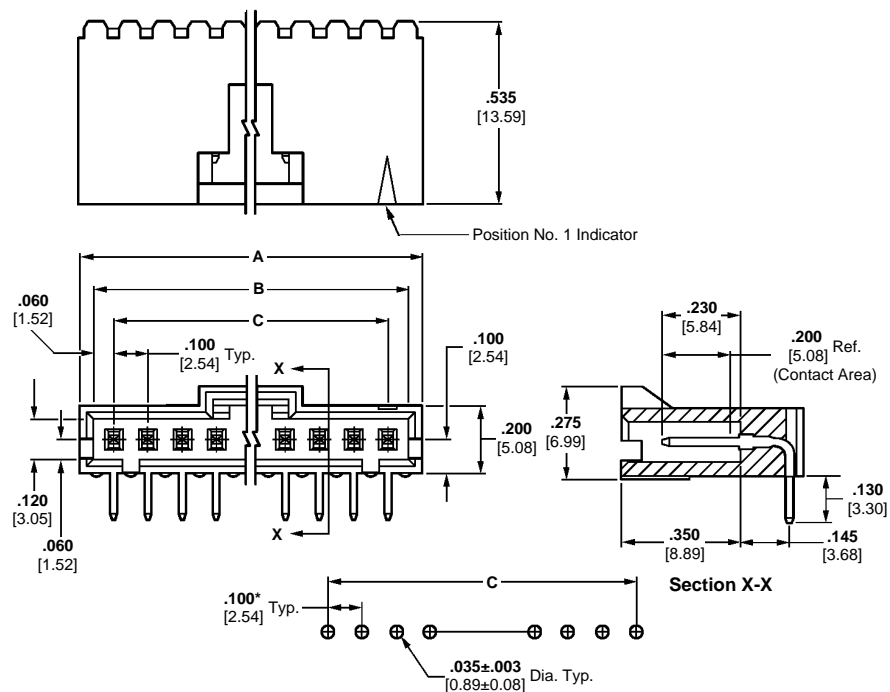 .535
[13.59]
Position No. 1 Indicator
A
B
C
.060
[1.52]
.100
[2.54] Typ.
X
.100
[2.54]
.200
[5.08]
.120
[3.05]
.060
[1.52]
X
.230
[5.84]
.200
[5.08] Ref.
(Contact Area)
.275
[6.99]
.130
[3.30]
.350
[8.89]
.145
[3.68]
Section X-X
C
.100*
[2.54] Typ.
.035±.003
[0.89±0.08] Dia. Typ.